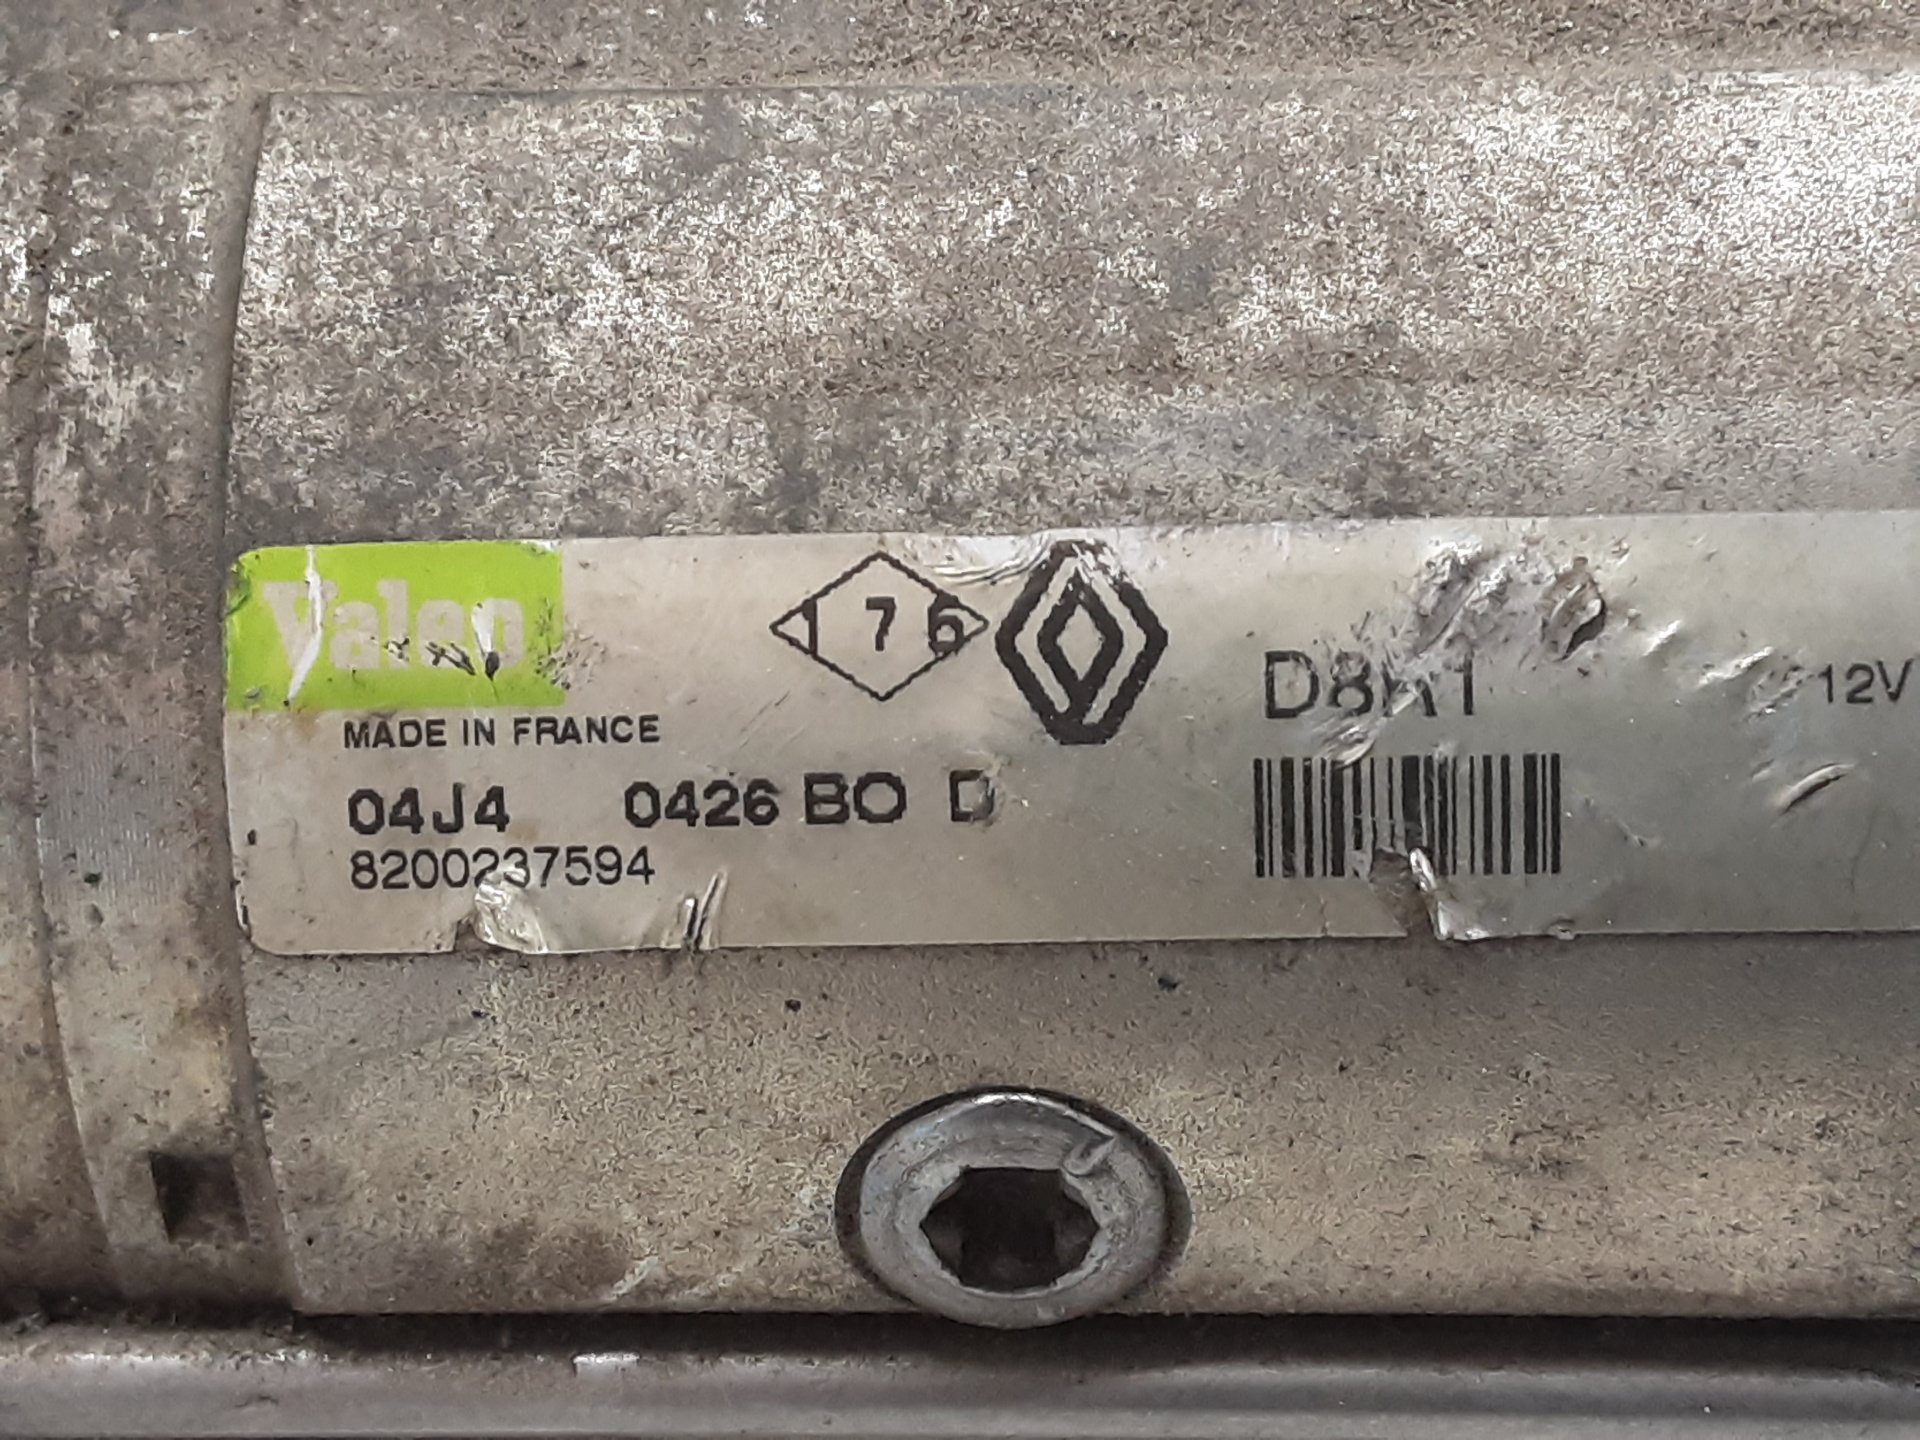 Valeo
176
D8R1
12V
MADE IN FRANCE
04J4 0426 BO D
8200237594